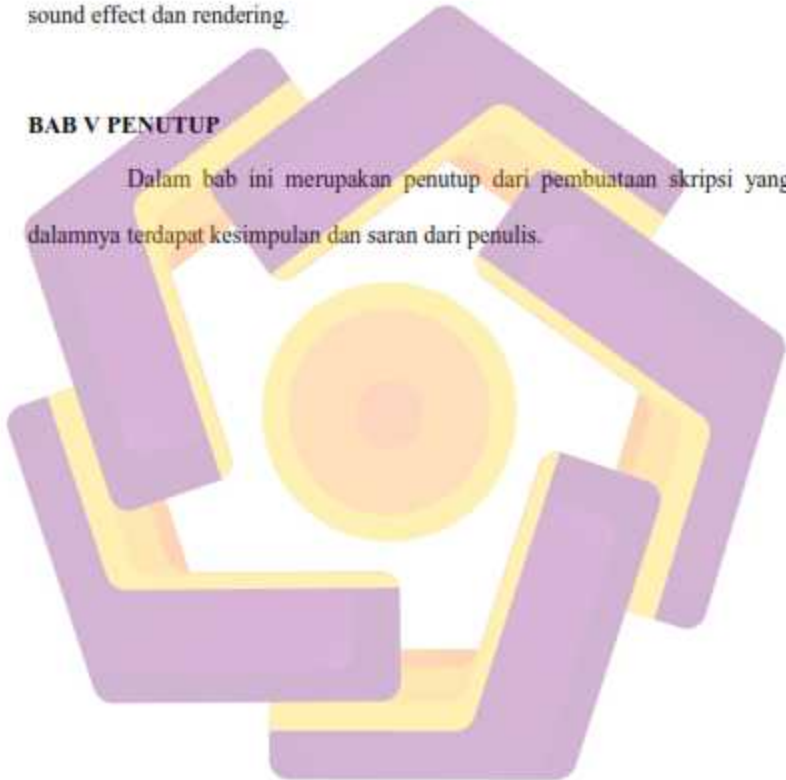 sound effect dan rendering.
BAB V PENUTUP
Dalam bab ini merupakan penutup dari pembuataan skripsi yang
dalamnya terdapat kesimpulan dan saran dari penulis.